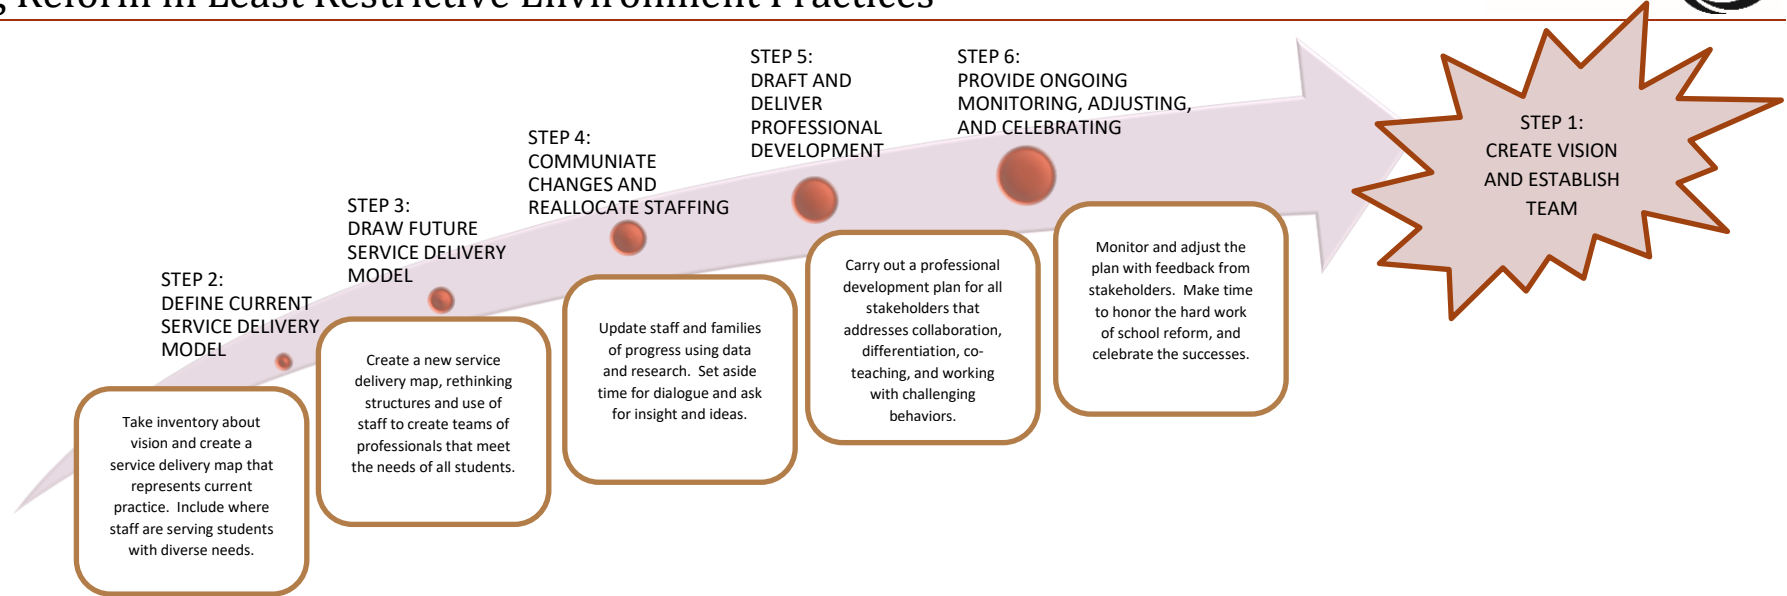 Reform in Least Restrictive Environment Practices
STEP 2:
DEFINE CURRENT
SERVICE DELIVERY
MODEL
Take inventory about
vision and create a
service delivery map that
represents current
practice. Include where
staff are serving students
with diverse needs.
STEP 3:
DRAW FUTURE
SERVICE DELIVERY
MODEL
Create a new service
delivery map, rethinking
structures and use of
staff to create teams of
professionals that meet
the needs of all students.
STEP 4:
COMMUNIATE
CHANGES AND
REALLOCATE STAFFING
Update staff and families
of progress using data
and research. Set aside
time for dialogue and ask
for insight and ideas.
STEP 5:
DRAFT AND
DELIVER
PROFESSIONAL
DEVELOPMENT
Carry out a professional
development plan for all
stakeholders that
addresses collaboration,
differentiation, co-
teaching, and working
with challenging
behaviors.
STEP 6:
PROVIDE ONGOING
MONITORING, ADJUSTING,
AND CELEBRATING
Monitor and adjust the
plan with feedback from
stakeholders. Make time
to honor the hard work
of school reform, and
celebrate the successes.
STEP 1:
CREATE VISION
AND ESTABLISH
TEAM